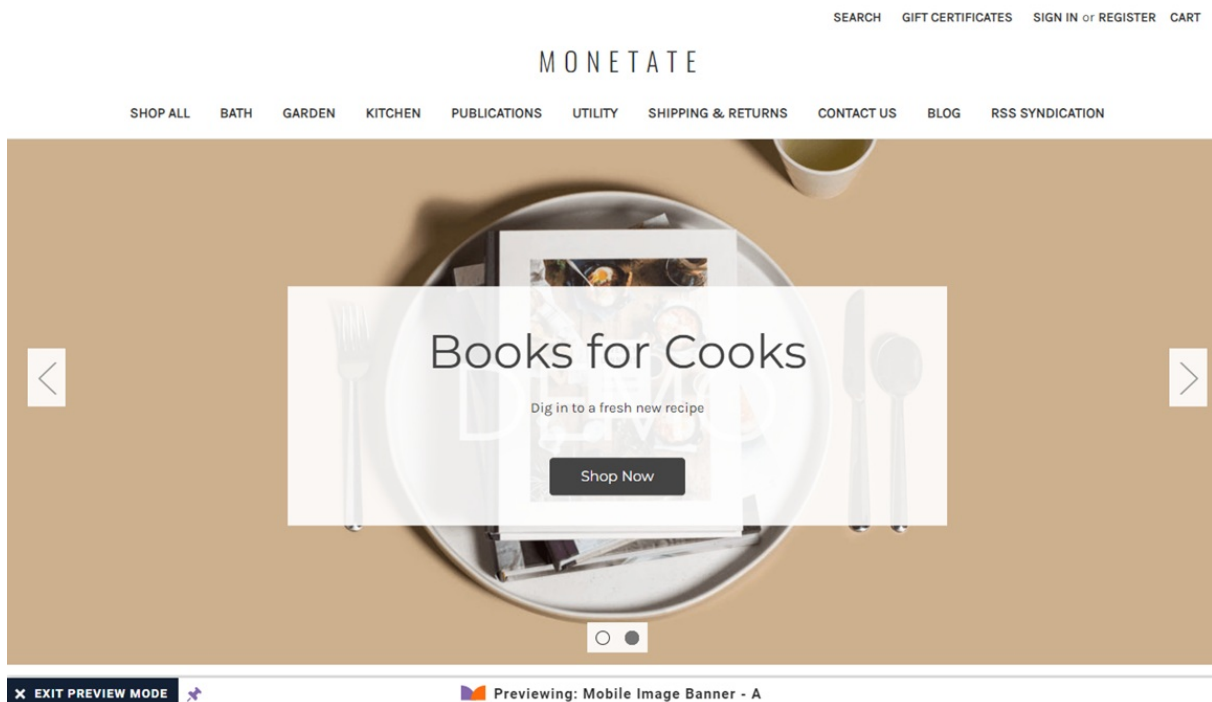 SEARCH GIFT CERTIFICATES SIGN IN or REGISTER CART
MONETATE
SHOP ALL BATH GARDEN KITCHEN PUBLICATIONS UTILITY SHIPPING & RETURNS CONTACT US BLOG RSS SYNDICATION
Books for Cooks
DEMO
Dig in to a fresh new recipe
Shop Now
X EXIT PREVIEW MODE Previewing: Mobile Image Banner - A